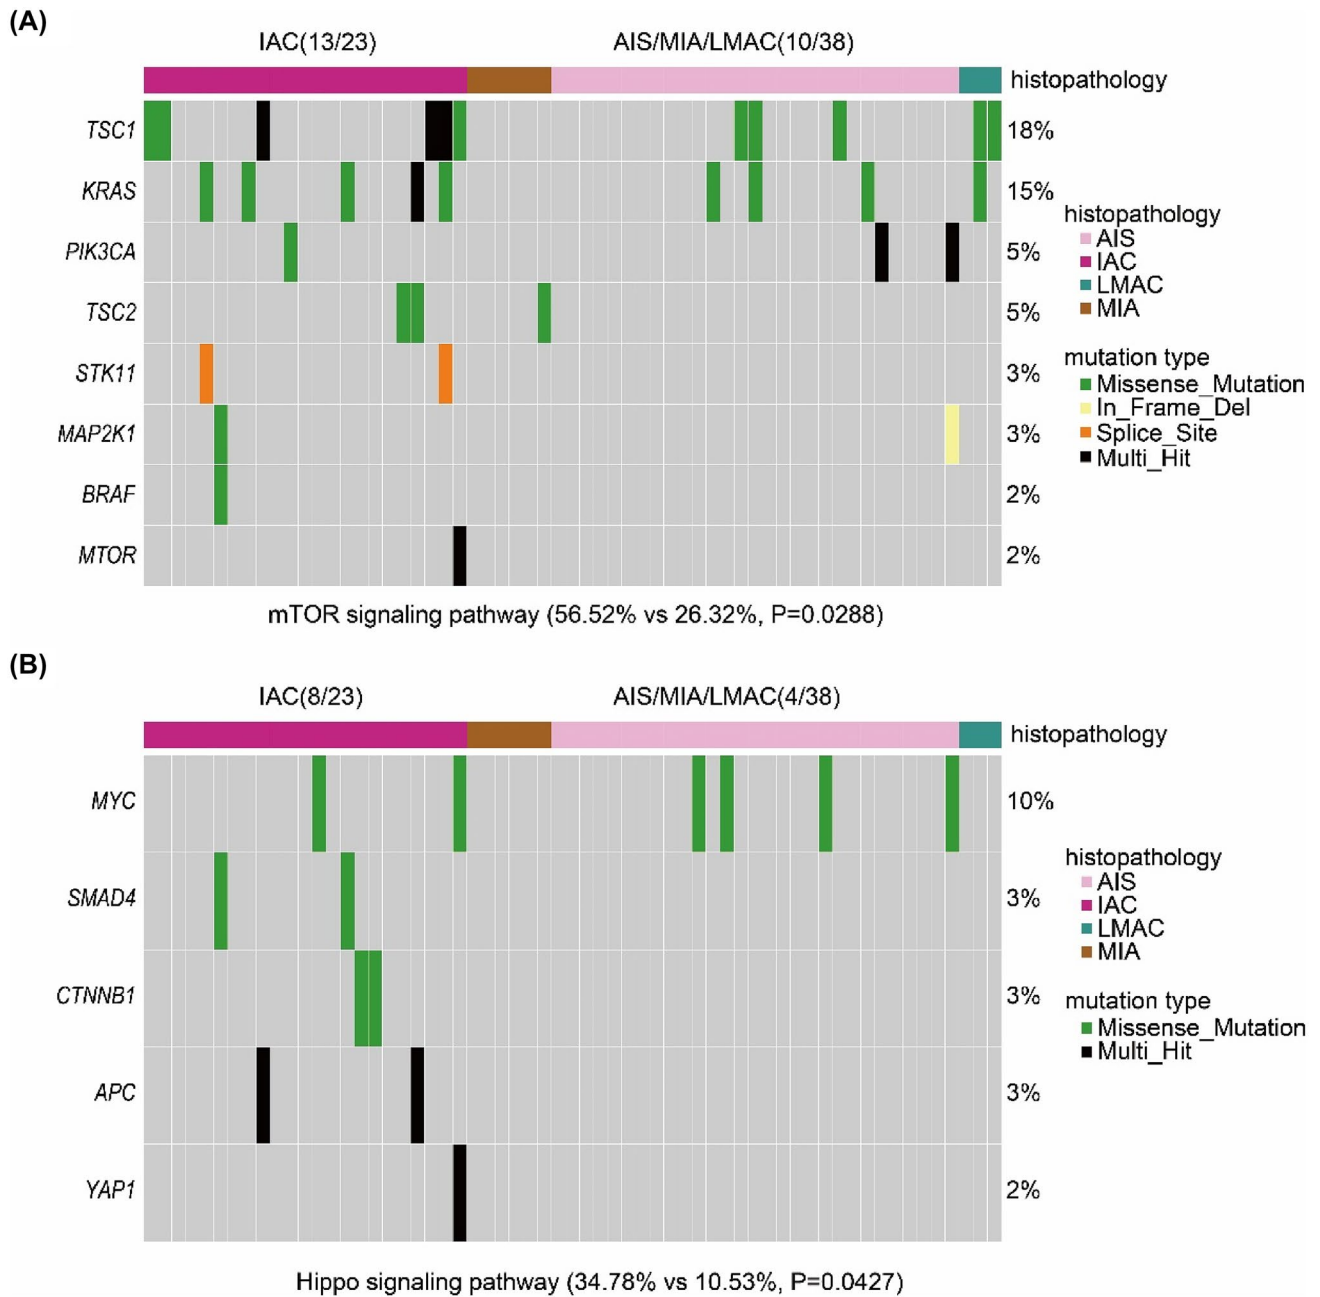 (A)
IAC(13/23) AIS/MIA/LMAC(10/38)
histopathology
TSC1 18%
KRAS 15%
PIK3CA 5%
TSC2 5%
STK11 3%
MAP2K1 3%
BRAF 2%
MTOR 2%
histopathology
AIS
IAC
LMAC
MIA
mutation type
Missense_Mutation
In_Frame_Del
Splice_Site
Multi_Hit
mTOR signaling pathway (56.52% vs 26.32%, P=0.0288)
(B)
IAC(8/23) AIS/MIA/LMAC(4/38)
histopathology
MYC 10%
SMAD4 3%
CTNNB1 3%
APC 3%
YAP1 2%
histopathology
AIS
IAC
LMAC
MIA
mutation type
Missense_Mutation
Multi_Hit
Hippo signaling pathway (34.78% vs 10.53%, P=0.0427)